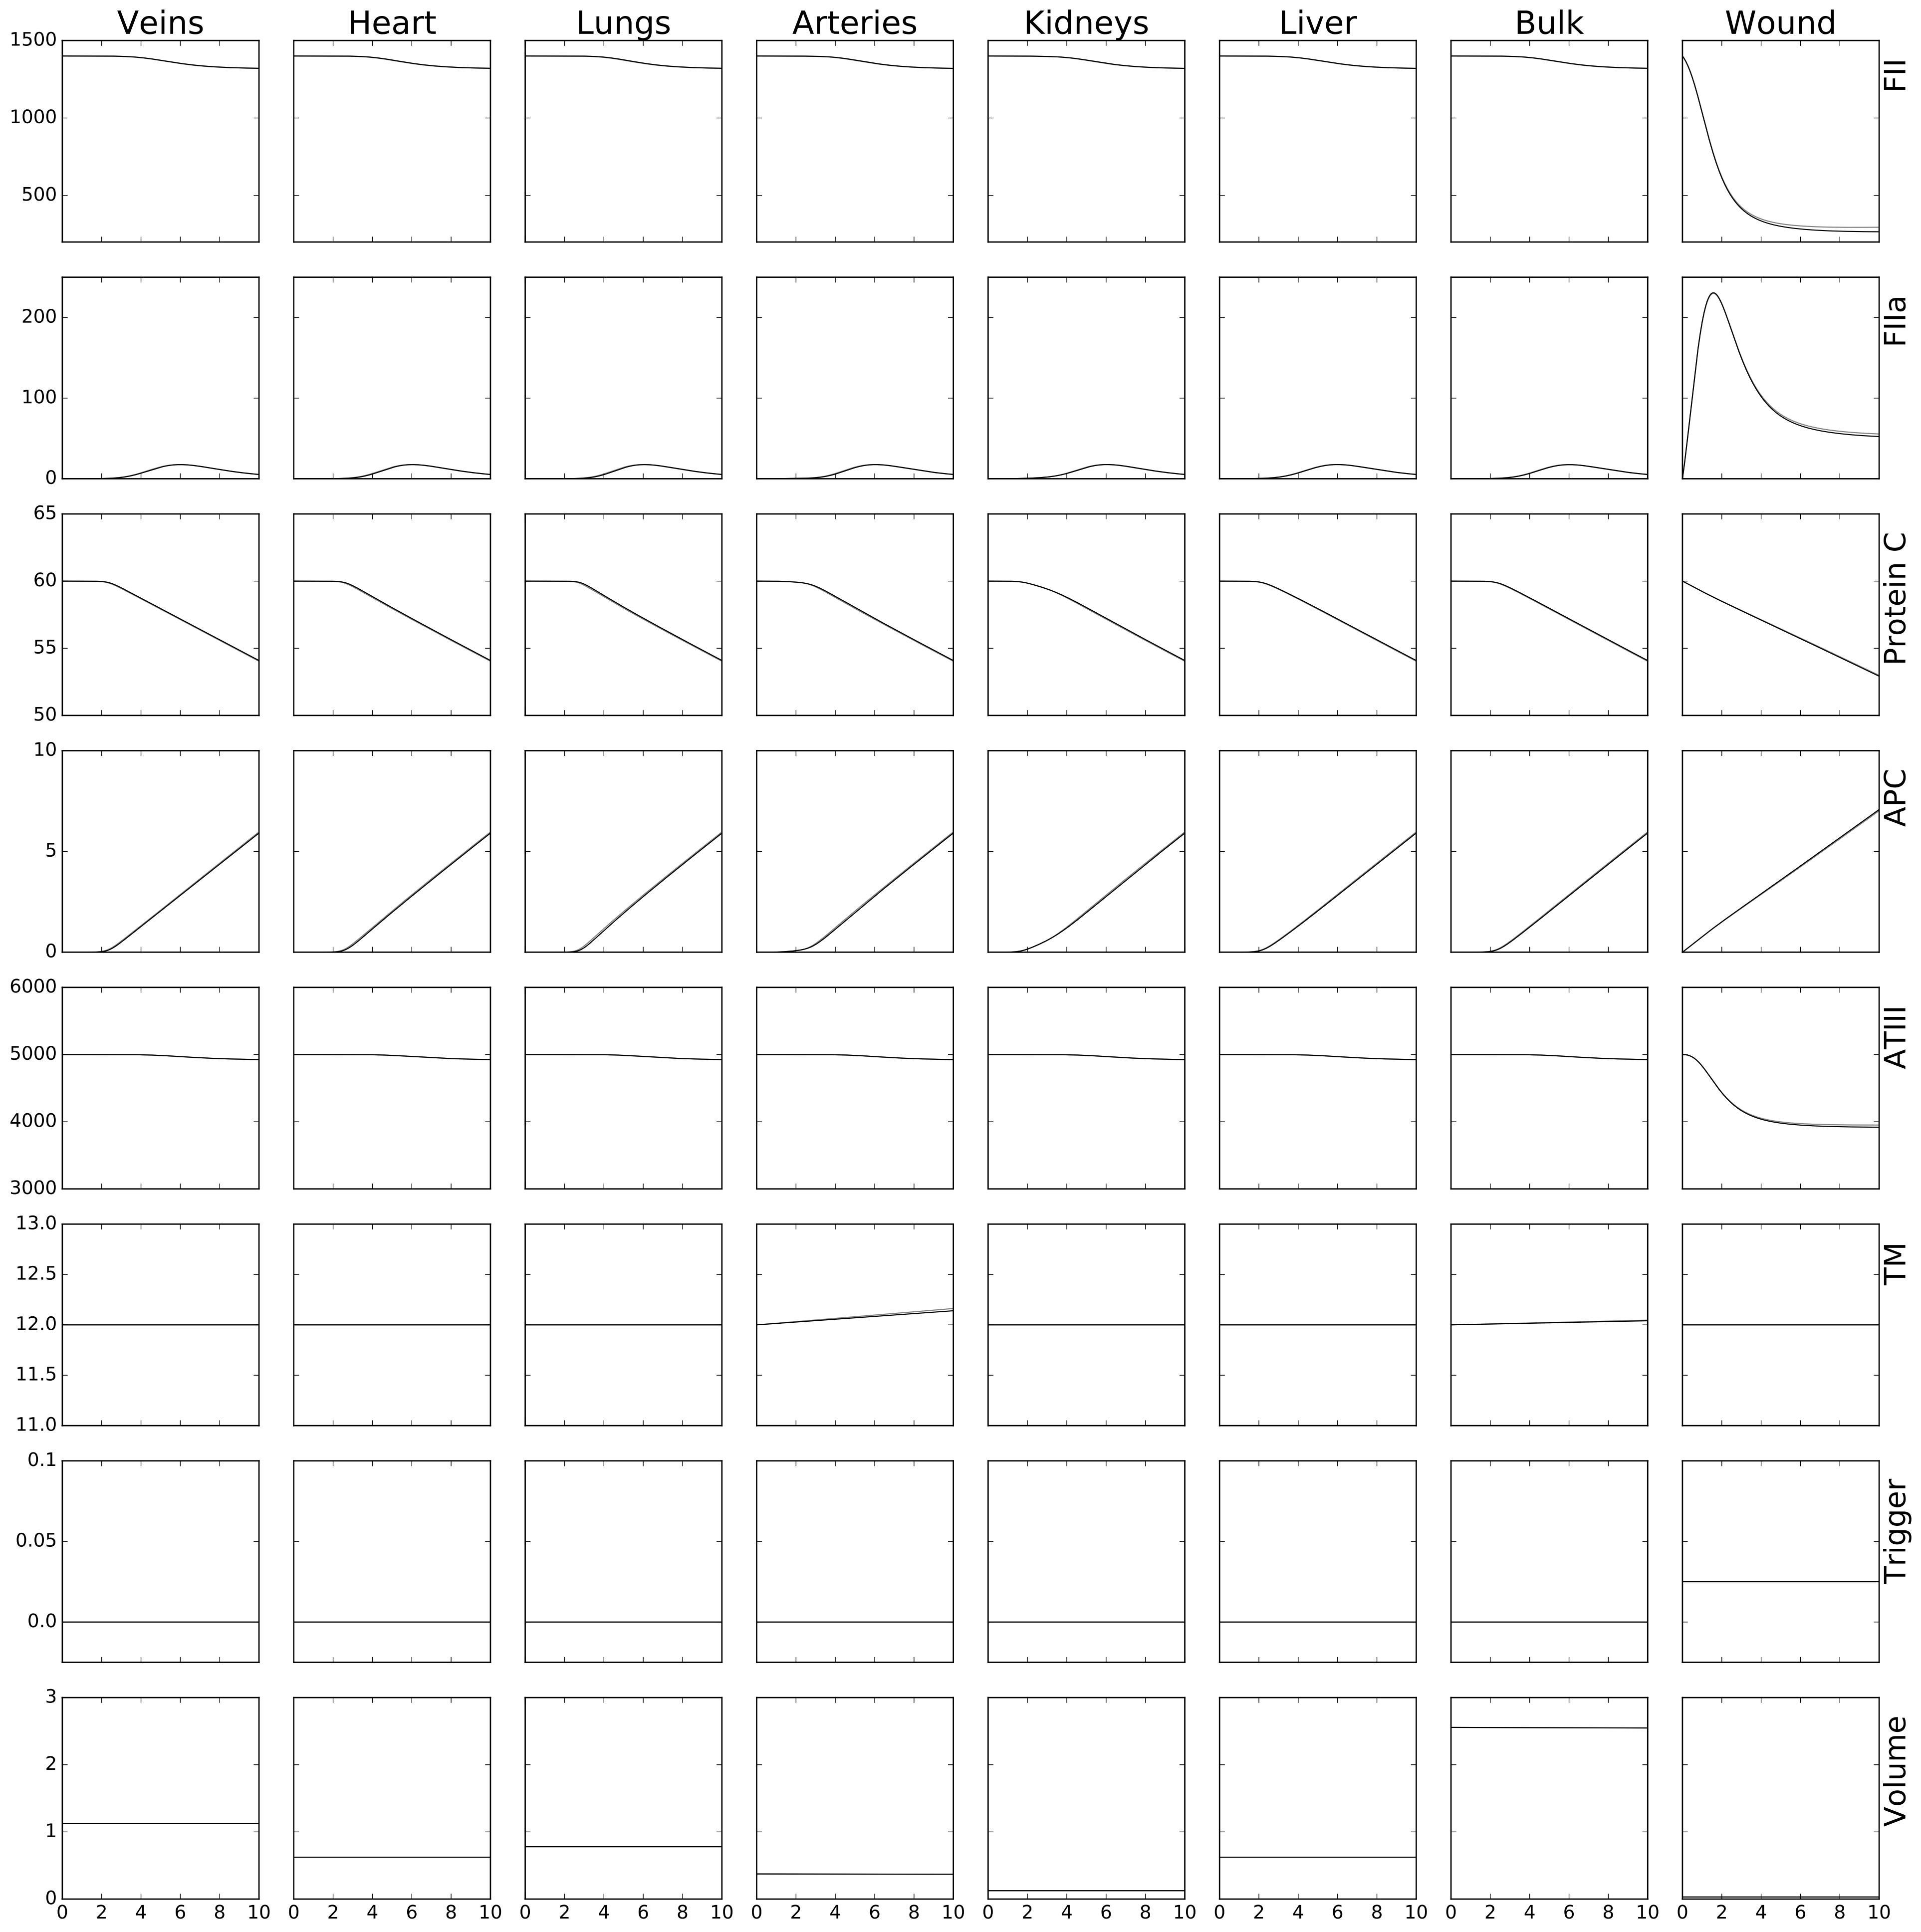 Veins Heart Lungs Arteries Kidneys Liver Bulk Wound
1500
1000
500
FII
200
100
0
FIIa
65
60
55
50
Protein C
10
5
0
APC
6000
5000
4000
3000
ATIII
13.0
12.5
12.0
11.5
11.0
TM
0.1
0.05
0.0
Trigger
3
2
1
0
Volume
0 2 4 6 8 10 0 2 4 6 8 10 0 2 4 6 8 10 0 2 4 6 8 10 0 2 4 6 8 10 0 2 4 6 8 10 0 2 4 6 8 10 0 2 4 6 8 10